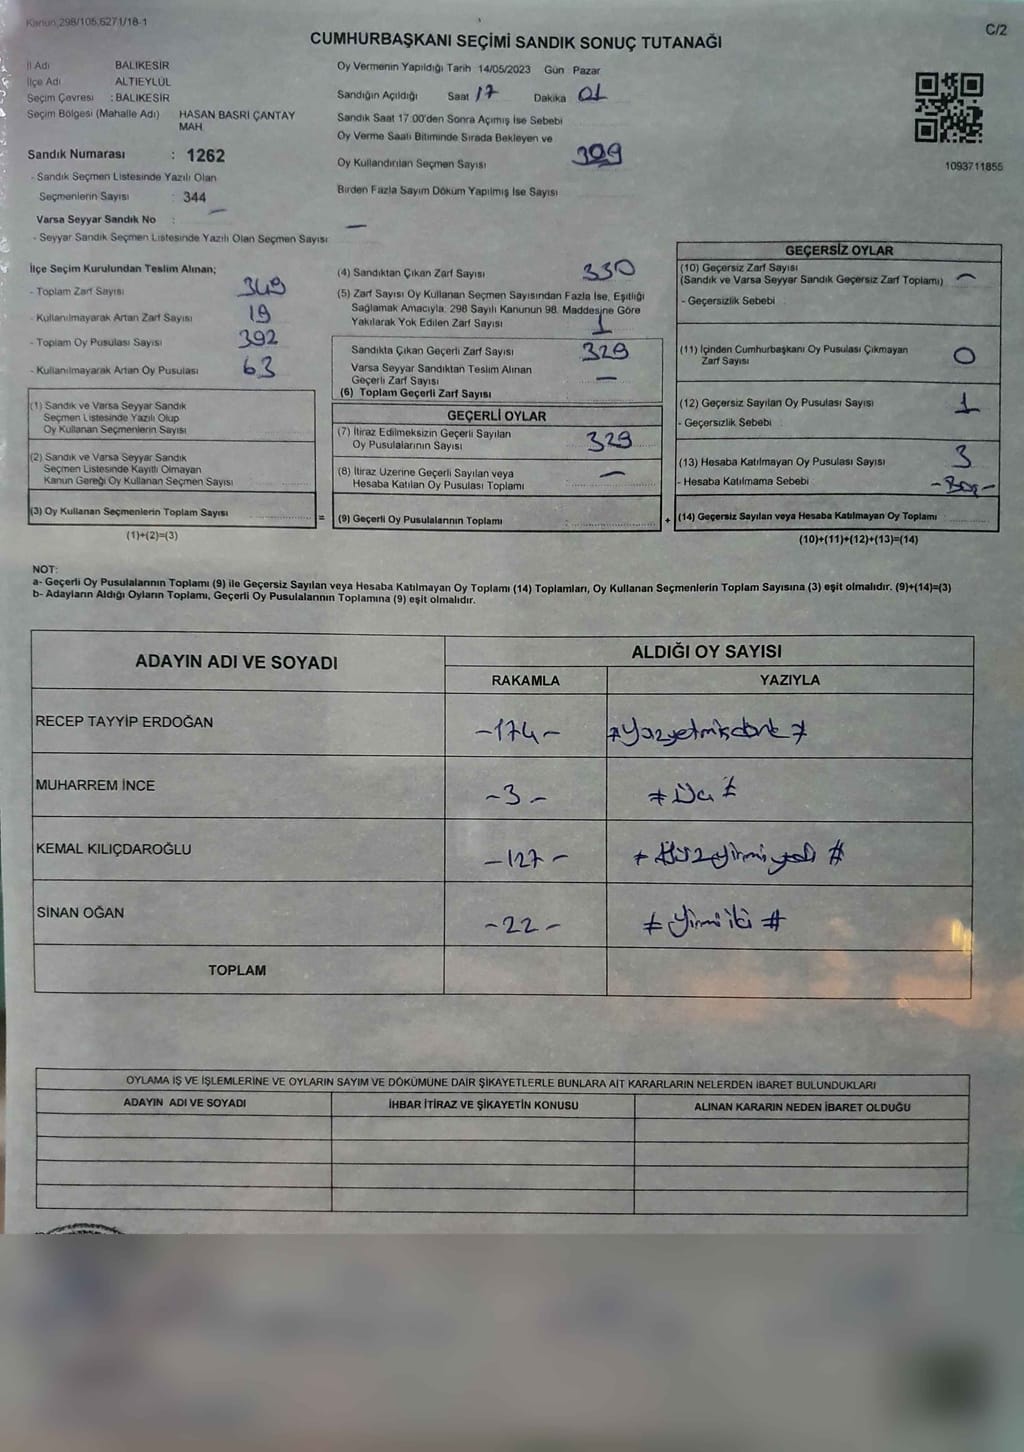 Kanun,298/105,6271/18-1
C/2
CUMHURBAŞKANI SEÇİMİ SANDIK SONUÇ TUTANAĞI
İl Adı BALIKESİR
İlçe Adı ALTIEYLÜL
Seçim Çevresi : BALIKESİR
Seçim Bölgesi (Mahalle Adı) HASAN BASRİ ÇANTAY
MAH.
Sandık Numarası : 1262
- Sandık Seçmen Listesinde Yazılı Olan
Seçmenlerin Sayısı : 344
Varsa Seyyar Sandık No : —
- Seyyar Sandık Seçmen Listesinde Yazılı Olan Seçmen Sayısı —
Oy Vermenin Yapıldığı Tarih 14/05/2023 Gün Pazar
Sandığın Açıldığı Saat 17 Dakika 01
Sandık Saat 17:00'den Sonra Açımış İse Sebebi
Oy Verme Saati Bitiminde Sırada Bekleyen ve
Oy Kullandırılan Seçmen Sayısı
Birden Fazla Sayım Döküm Yapılmış İse Sayısı
1093711855
İlçe Seçim Kurulundan Teslim Alınan;
- Toplam Zarf Sayısı 349
- Kullanılmayarak Artan Zarf Sayısı 19
- Toplam Oy Pusulası Sayısı 392
- Kullanılmayarak Artan Oy Pusulası 63
(1) Sandık ve Varsa Seyyar Sandık
Seçmen Listesinde Yazılı Olup
Oy Kullanan Seçmenlerin Sayısı
(2) Sandık ve Varsa Seyyar Sandık
Seçmen Listesinde Kayıtlı Olmayan
Kanun Gereği Oy Kullanan Seçmen Sayısı
(3) Oy Kullanan Seçmenlerin Toplam Sayısı
(1)+(2)=(3)
(4) Sandıktan Çıkan Zarf Sayısı 330
(5) Zarf Sayısı Oy Kullanan Seçmen Sayısından Fazla İse, Eşitliği
Sağlamak Amacıyla; 298 Sayılı Kanunun 98. Maddesine Göre
Yakılarak Yok Edilen Zarf Sayısı 1
Sandıkta Çıkan Geçerli Zarf Sayısı 329
Varsa Seyyar Sandıktan Teslim Alınan
Geçerli Zarf Sayısı —
(6) Toplam Geçerli Zarf Sayısı
GEÇERLİ OYLAR
(7) İtiraz Edilmeksizin Geçerli Sayılan
Oy Pusulalarının Sayısı 329
(8) İtiraz Üzerine Geçerli Sayılan veya
Hesaba Katılan Oy Pusulası Toplamı —
= (9) Geçerli Oy Pusulalarının Toplamı :
GEÇERSİZ OYLAR
(10) Geçersiz Zarf Sayısı
(Sandık ve Varsa Seyyar Sandık Geçersiz Zarf Toplamı) —
- Geçersizlik Sebebi
(11) İçinden Cumhurbaşkanı Oy Pusulası Çıkmayan
Zarf Sayısı 0
(12) Geçersiz Sayılan Oy Pusulası Sayısı 1
- Geçersizlik Sebebi
(13) Hesaba Katılmayan Oy Pusulası Sayısı 3
- Hesaba Katılmama Sebebi -Boş-
+ (14) Geçersiz Sayılan veya Hesaba Katılmayan Oy Toplamı
(10)+(11)+(12)+(13)=(14)
NOT:
a- Geçerli Oy Pusulalarının Toplamı (9) ile Geçersiz Sayılan veya Hesaba Katılmayan Oy Toplamı (14) Toplamları, Oy Kullanan Seçmenlerin Toplam Sayısına (3) eşit olmalıdır. (9)+(14)=(3)
b- Adayların Aldığı Oyların Toplamı, Geçerli Oy Pusulalarının Toplamına (9) eşit olmalıdır.
ADAYIN ADI VE SOYADI ALDIĞI OY SAYISI
RAKAMLA YAZIYLA
RECEP TAYYİP ERDOĞAN -174- #Yüzyetmişdört#
MUHARREM İNCE -3- #Üç#
KEMAL KILIÇDAROĞLU -127- #Yüzyirmiyedi#
SİNAN OĞAN -22- #Yirmiiki#
TOPLAM
OYLAMA İŞ VE İŞLEMLERİNE VE OYLARIN SAYIM VE DÖKÜMÜNE DAİR ŞİKAYETLERLE BUNLARA AİT KARARLARIN NELERDEN İBARET BULUNDUKLARI
ADAYIN ADI VE SOYADI İHBAR İTİRAZ VE ŞİKAYETİN KONUSU ALINAN KARARIN NEDEN İBARET OLDUĞU